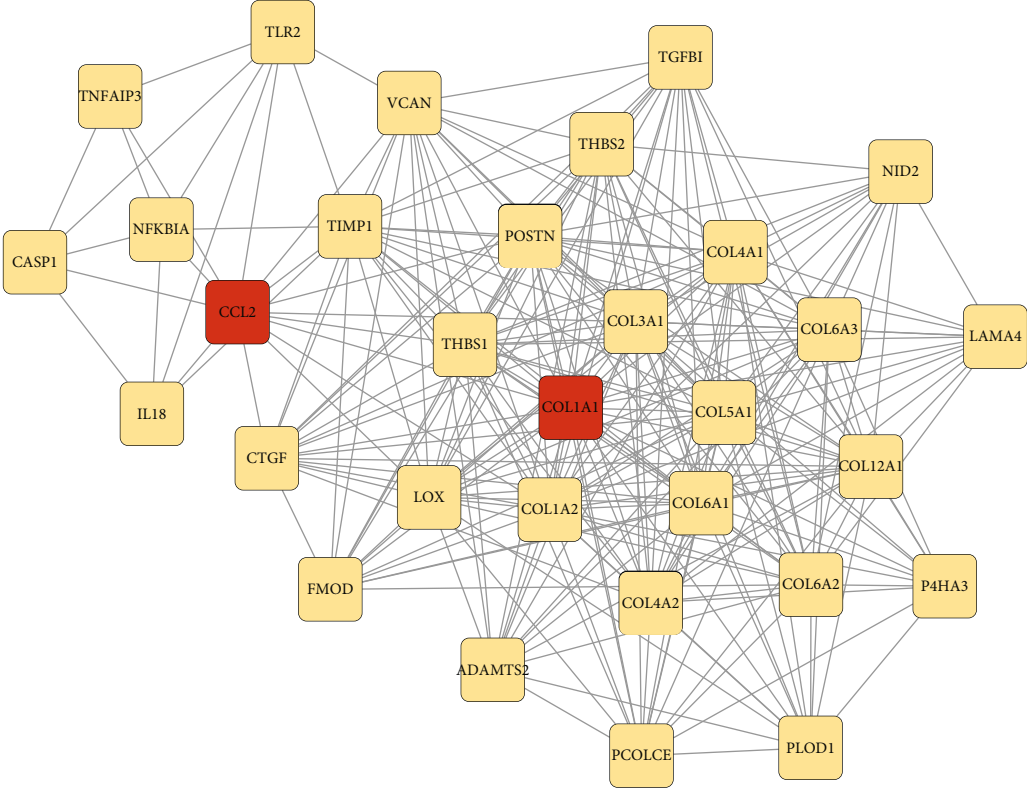 TLR2
TGFBI
TNFAIP3
VCAN
THBS2
NID2
NFKBIA
TIMP1
POSTN
COL4A1
CASP1
CCL2
COL3A1
COL6A3
THBS1
LAMA4
IL18
COL1A1
COL5A1
CTGF
COL12A1
LOX
COL1A2
COL6A1
FMOD
COL4A2
COL6A2
P4HA3
ADAMTS2
PCOLCE
PLOD1